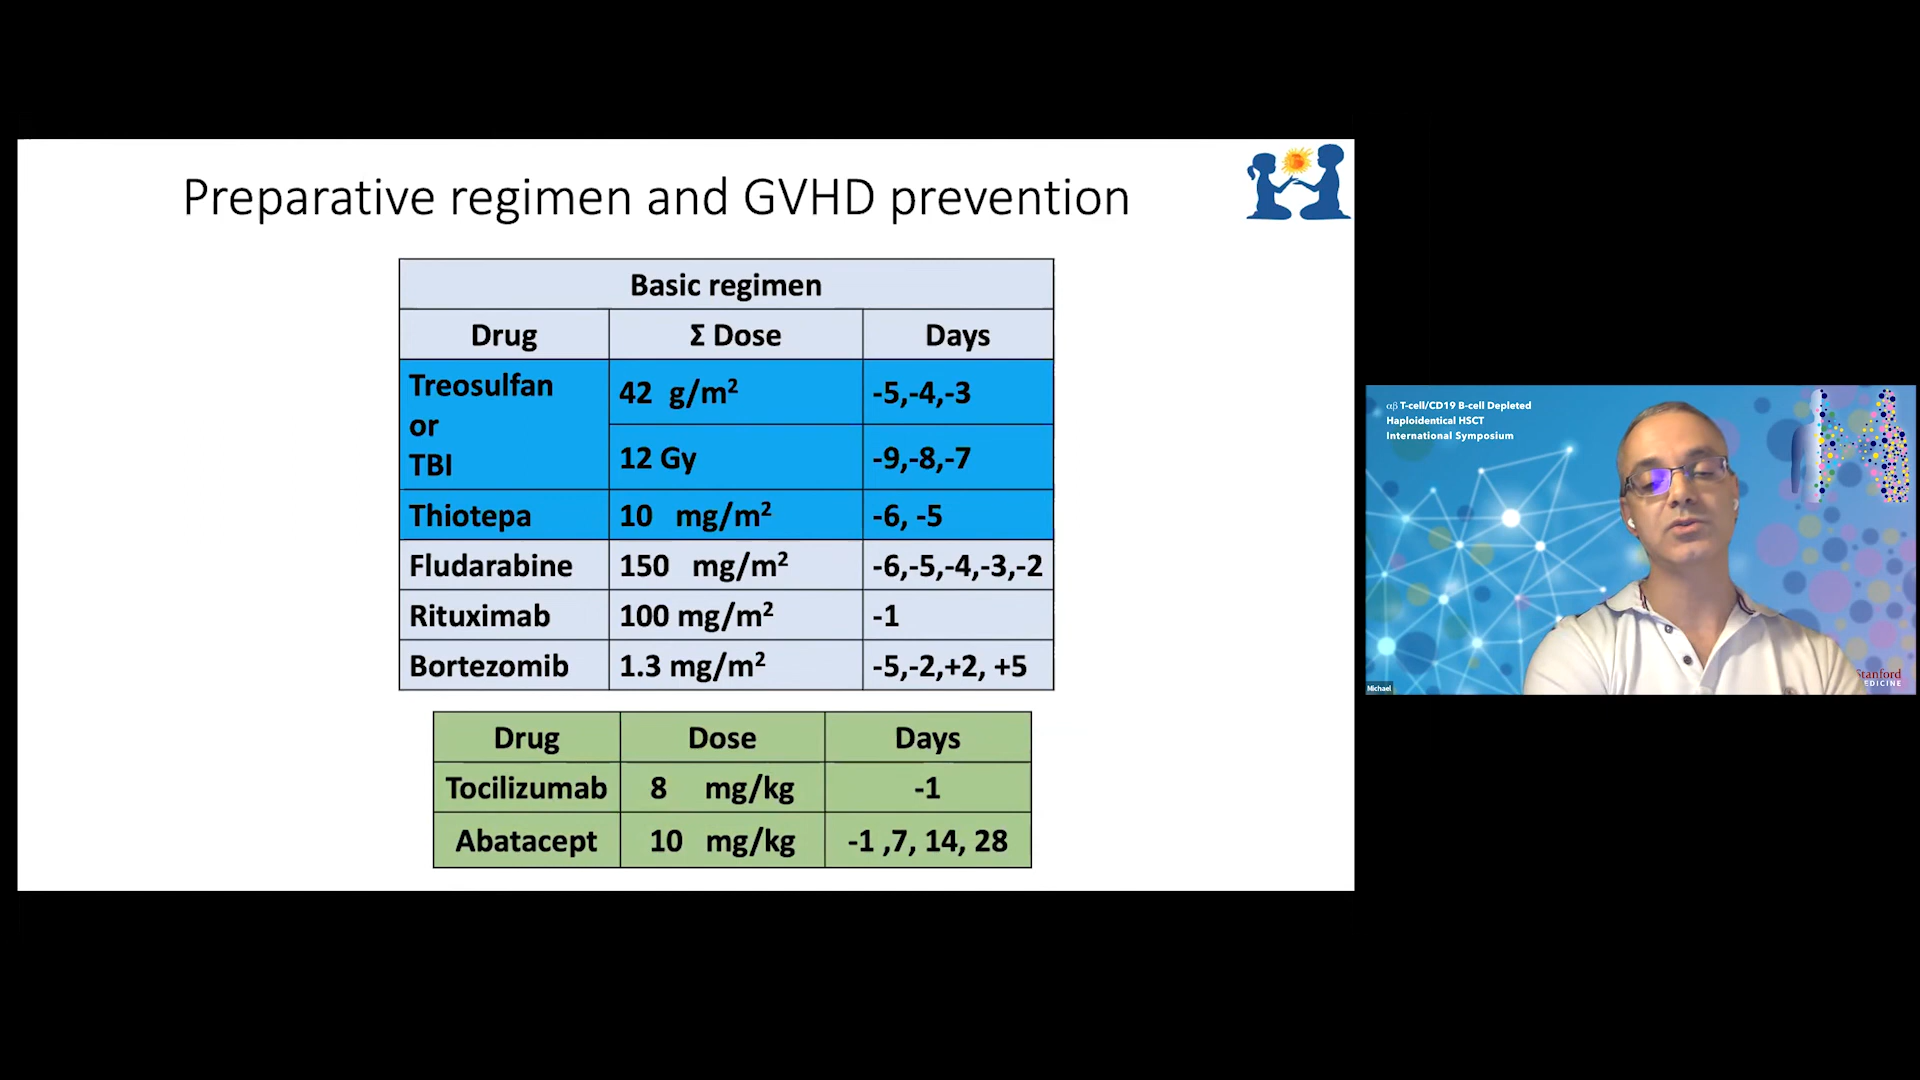 Preparative regimen and GVHD prevention
Basic regimen
Drug Σ Dose Days
Treosulfan or TBI 42 g/m² -5,-4,-3
12 Gy -9,-8,-7
Thiotepa 10 mg/m² -6, -5
Fludarabine 150 mg/m² -6,-5,-4,-3,-2
Rituximab 100 mg/m² -1
Bortezomib 1.3 mg/m² -5,-2,+2, +5
Drug Dose Days
Tocilizumab 8 mg/kg -1
Abatacept 10 mg/kg -1 ,7, 14, 28
αβ T-cell/CD19 B-cell Depleted
Haploidentical HSCT
International Symposium
Michael
Stanford
EDICINE